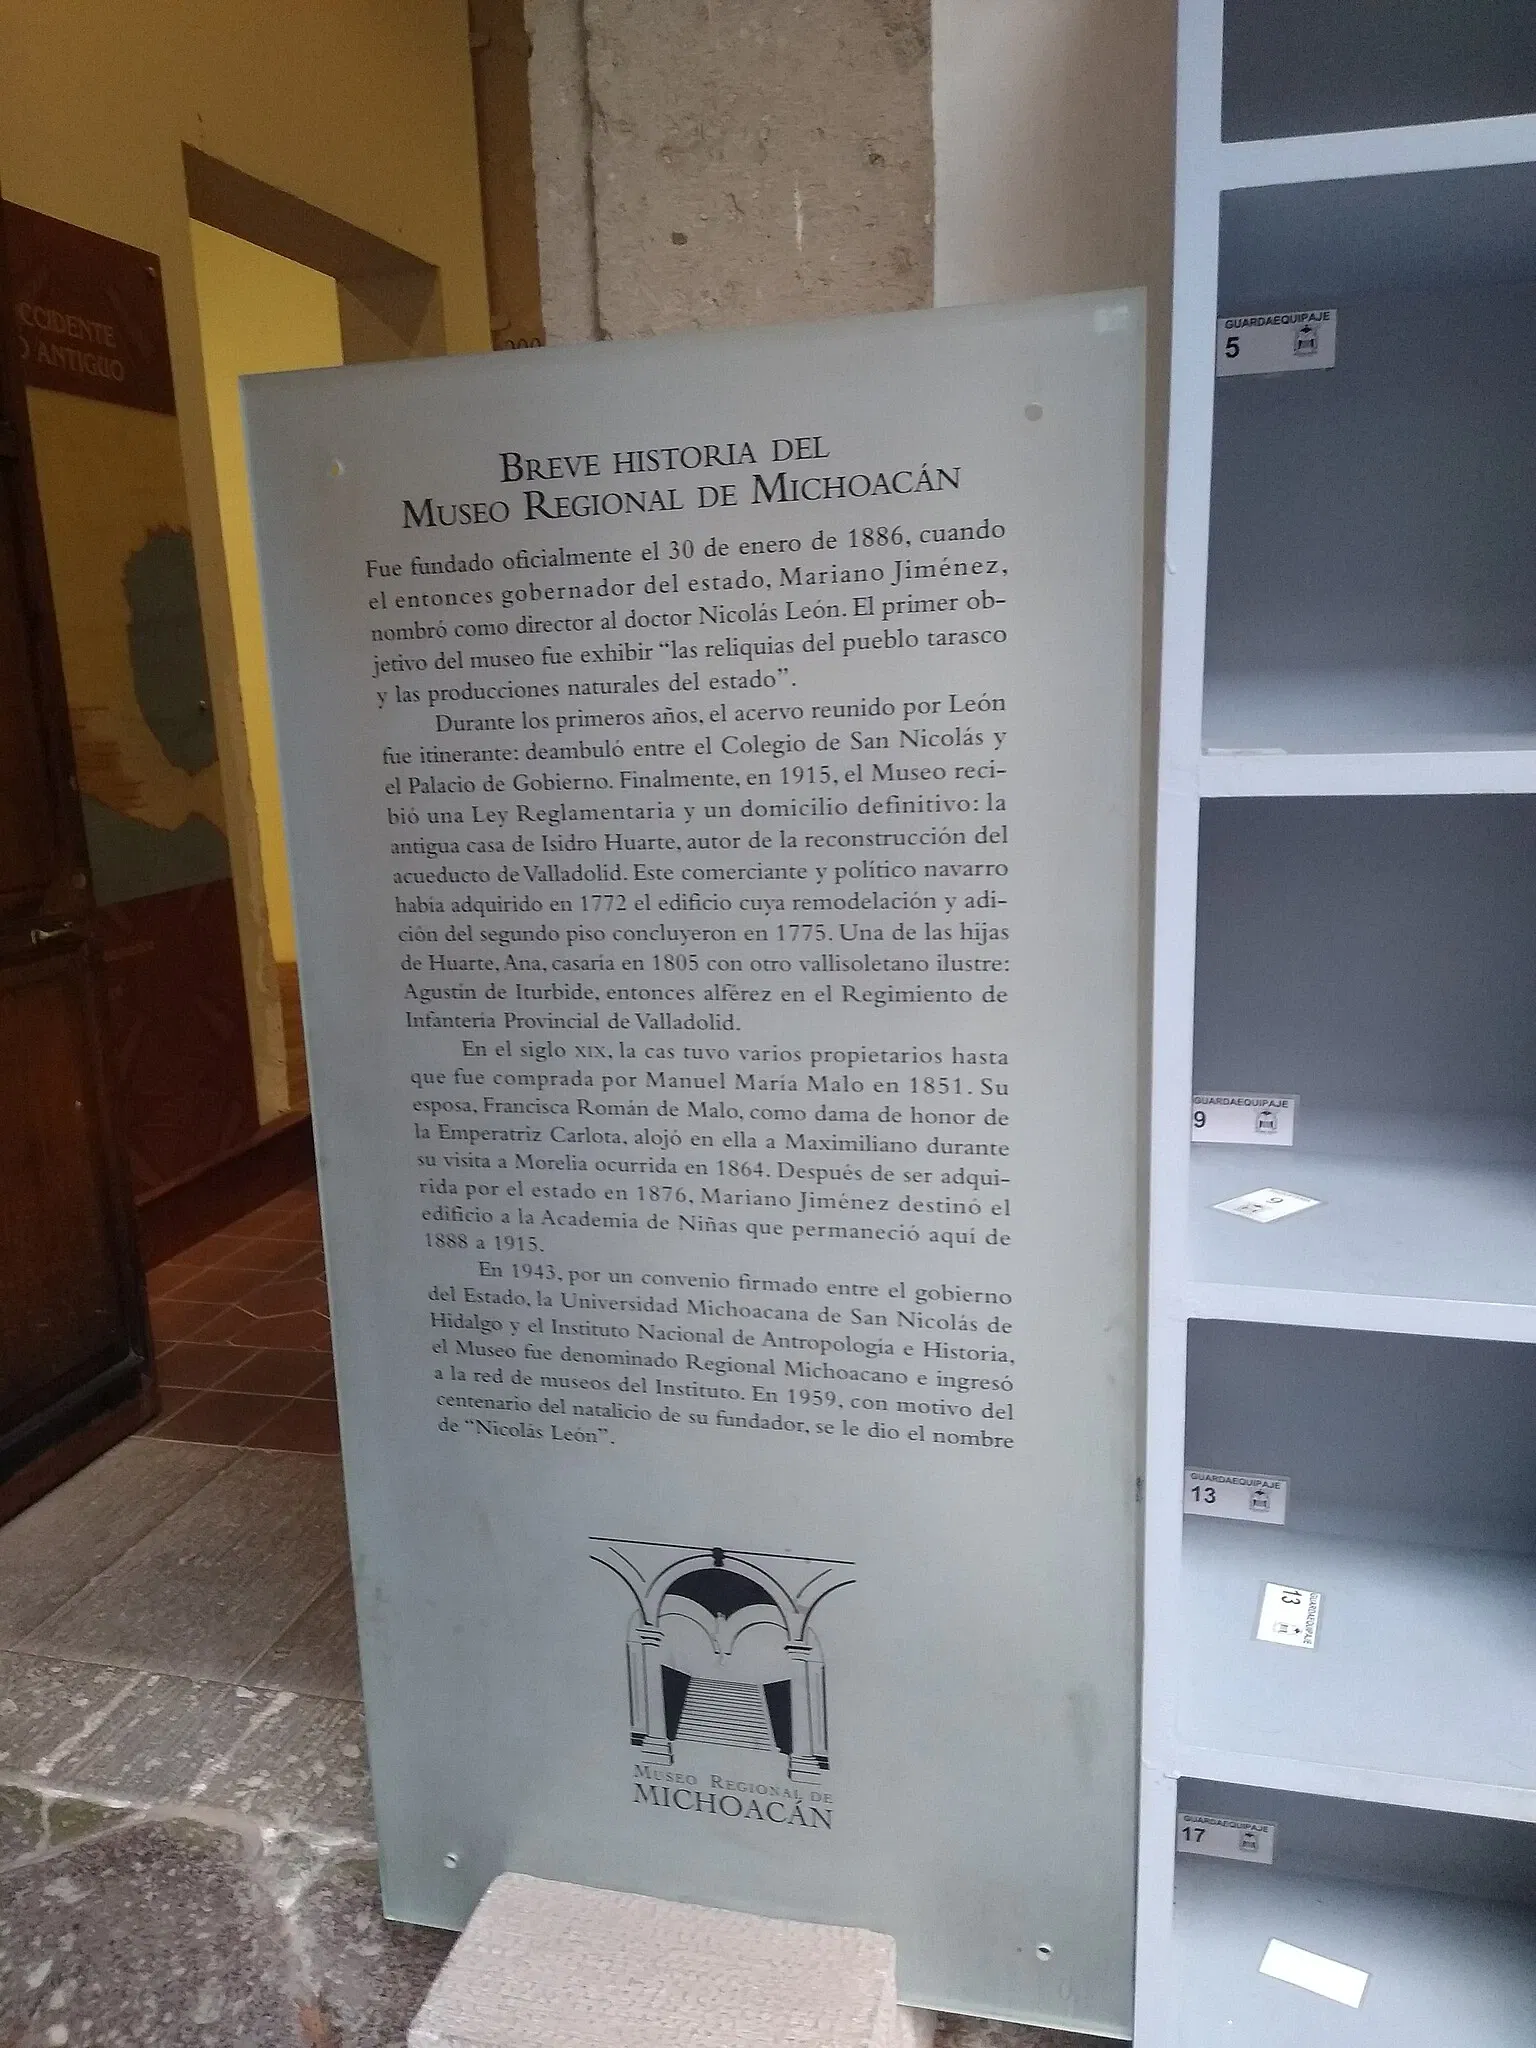 CCIDENTE
O ANTIGUO
BREVE HISTORIA DEL
MUSEO REGIONAL DE MICHOACÁN
Fue fundado oficialmente el 30 de enero de 1886, cuando
el entonces gobernador del estado, Mariano Jiménez,
nombró como director al doctor Nicolás León. El primer ob-
jetivo del museo fue exhibir “las reliquias del pueblo tarasco
y las producciones naturales del estado”.
Durante los primeros años, el acervo reunido por León
fue itinerante: deambuló entre el Colegio de San Nicolás y
el Palacio de Gobierno. Finalmente, en 1915, el Museo reci-
bió una Ley Reglamentaria y un domicilio definitivo: la
antigua casa de Isidro Huarte, autor de la reconstrucción del
acueducto de Valladolid. Este comerciante y político navarro
había adquirido en 1772 el edificio cuya remodelación y adi-
ción del segundo piso concluyeron en 1775. Una de las hijas
de Huarte, Ana, casaría en 1805 con otro vallisoletano ilustre:
Agustín de Iturbide, entonces alférez en el Regimiento de
Infantería Provincial de Valladolid.
En el siglo XIX, la cas tuvo varios propietarios hasta
que fue comprada por Manuel María Malo en 1851. Su
esposa, Francisca Román de Malo, como dama de honor de
la Emperatriz Carlota, alojó en ella a Maximiliano durante
su visita a Morelia ocurrida en 1864. Después de ser adqui-
rida por el estado en 1876, Mariano Jiménez destinó el
edificio a la Academia de Niñas que permaneció aquí de
1888 a 1915.
En 1943, por un convenio firmado entre el gobierno
del Estado, la Universidad Michoacana de San Nicolás de
Hidalgo y el Instituto Nacional de Antropología e Historia,
el Museo fue denominado Regional Michoacano e ingresó
a la red de museos del Instituto. En 1959, con motivo del
centenario del natalicio de su fundador, se le dio el nombre
de “Nicolás León”.
MUSEO REGIONAL DE
MICHOACÁN
GUARDAEQUIPAJE
5
GUARDAEQUIPAJE
9
9
GUARDAEQUIPAJE
13
GUARDAEQUIPAJE
13
GUARDAEQUIPAJE
17